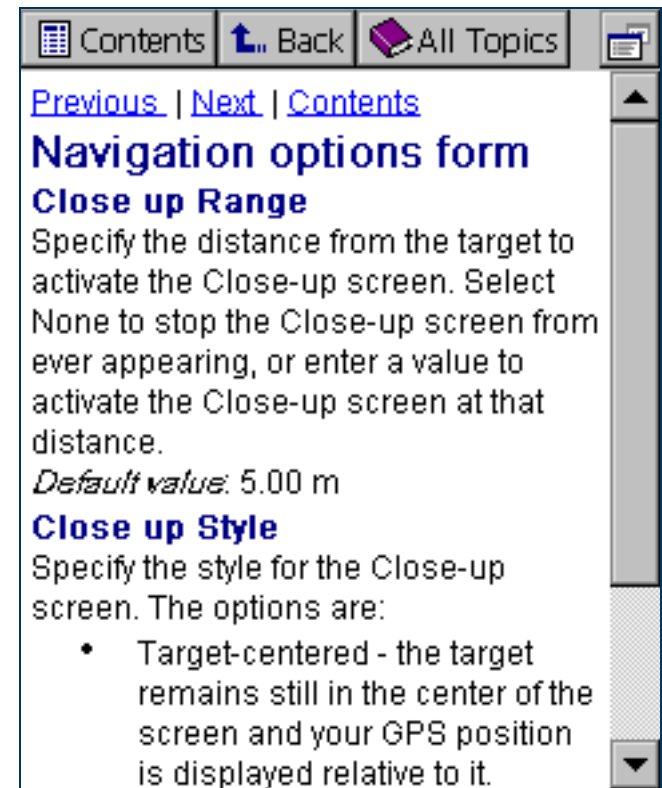 Contents Back All Topics
Previous | Next | Contents
Navigation options form
Close up Range
Specify the distance from the target to
activate the Close-up screen. Select
None to stop the Close-up screen from
ever appearing, or enter a value to
activate the Close-up screen at that
distance.
Default value: 5.00 m
Close up Style
Specify the style for the Close-up
screen. The options are:
• Target-centered - the target
remains still in the center of the
screen and your GPS position
is displayed relative to it.